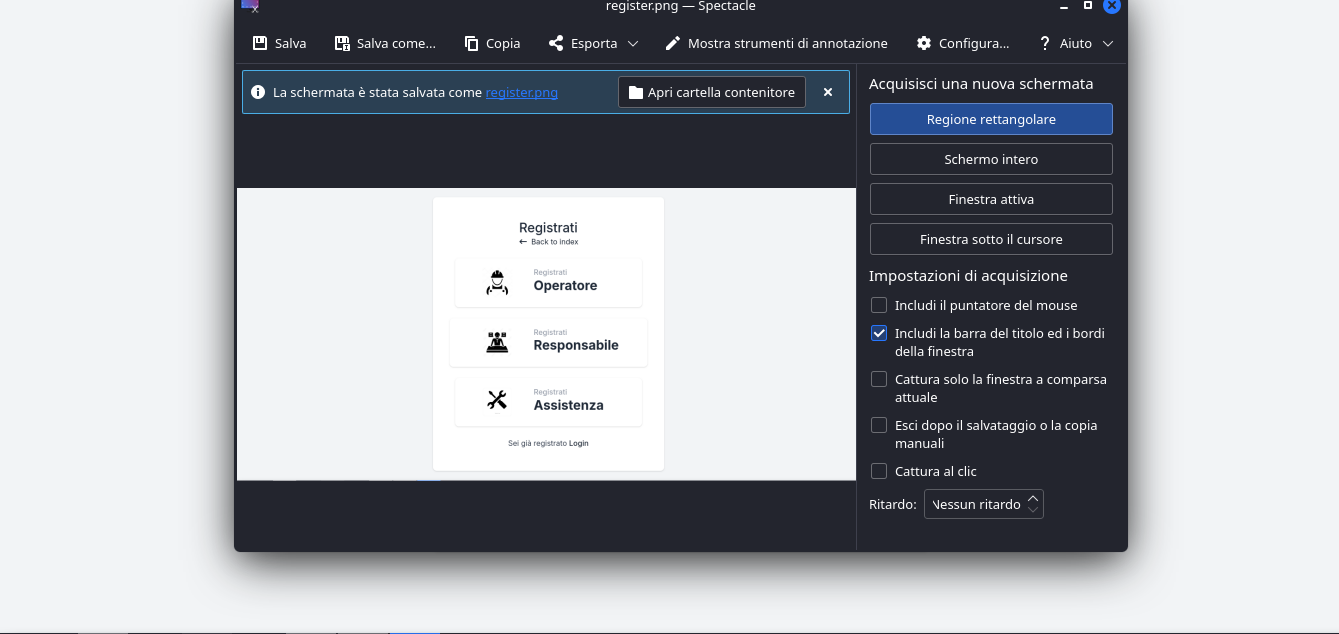 register.png — Spectacle
Salva
Salva come...
Copia
Esporta
Mostra strumenti di annotazione
Configura...
Aiuto
La schermata è stata salvata come register.png
Apri cartella contenitore
Registrati
Back to index
Registrati
Operatore
Registrati
Responsabile
Registrati
Assistenza
Sei già registrato Login
Acquisisci una nuova schermata
Regione rettangolare
Schermo intero
Finestra attiva
Finestra sotto il cursore
Impostazioni di acquisizione
Includi il puntatore del mouse
Includi la barra del titolo ed i bordi
della finestra
Cattura solo la finestra a comparsa
attuale
Esci dopo il salvataggio o la copia
manuali
Cattura al clic
Ritardo: Nessun ritardo